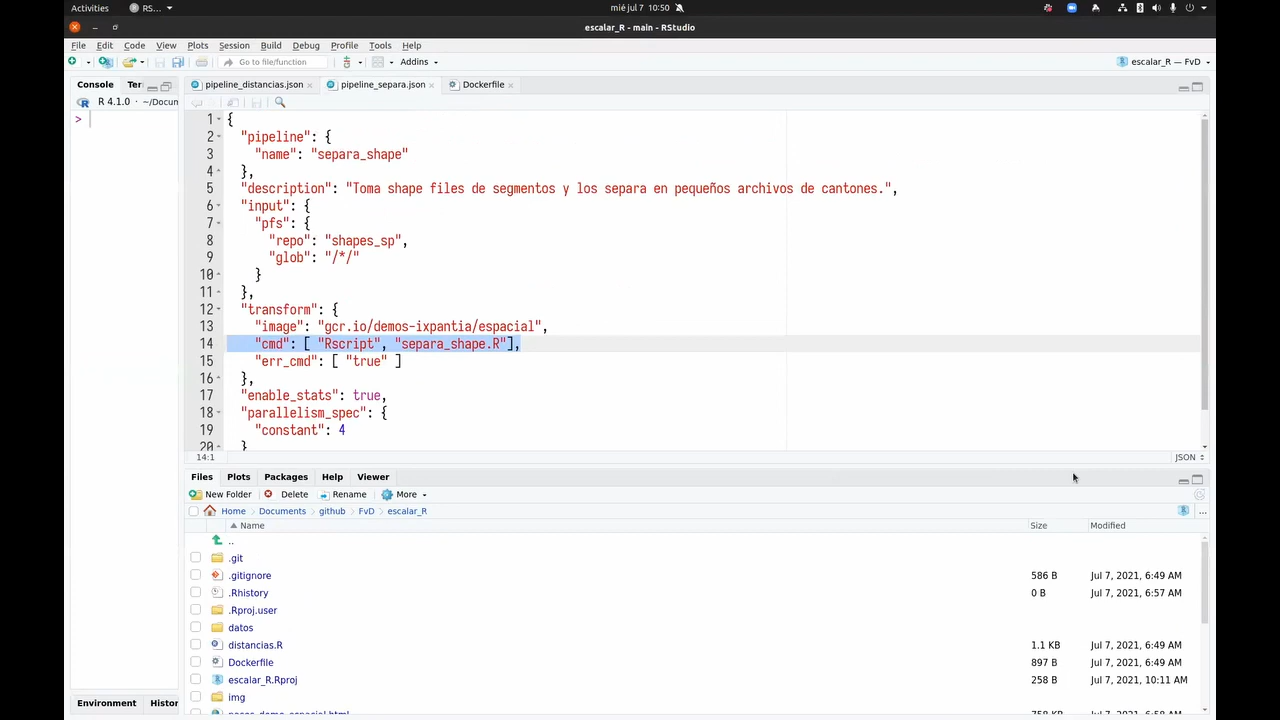 Activities RS... mié jul 7 10:50
escalar_R - main - RStudio
File Edit Code View Plots Session Build Debug Profile Tools Help
Go to file/function Addins escalar_R — FvD
Console Ter pipeline_distancias.json pipeline_separa.json Dockerfile
R 4.1.0 · ~/Docun
>
1 {
2 "pipeline": {
3 "name": "separa_shape"
4 },
5 "description": "Toma shape files de segmentos y los separa en pequeños archivos de cantones.",
6 "input": {
7 "pfs": {
8 "repo": "shapes_sp",
9 "glob": "/*/"
10 }
11 },
12 "transform": {
13 "image": "gcr.io/demos-ixpantia/espacial",
14 "cmd": [ "Rscript", "separa_shape.R"],
15 "err_cmd": [ "true" ]
16 },
17 "enable_stats": true,
18 "parallelism_spec": {
19 "constant": 4
20 }
14:1 JSON
Files Plots Packages Help Viewer
New Folder Delete Rename More
Home Documents github FvD escalar_R ...
Name Size Modified
..
.git
.gitignore 586 B Jul 7, 2021, 6:49 AM
.Rhistory 0 B Jul 7, 2021, 6:57 AM
.Rproj.user
datos
distancias.R 1.1 KB Jul 7, 2021, 6:49 AM
Dockerfile 897 B Jul 7, 2021, 6:49 AM
escalar_R.Rproj 258 B Jul 7, 2021, 10:11 AM
img
Environment Histor